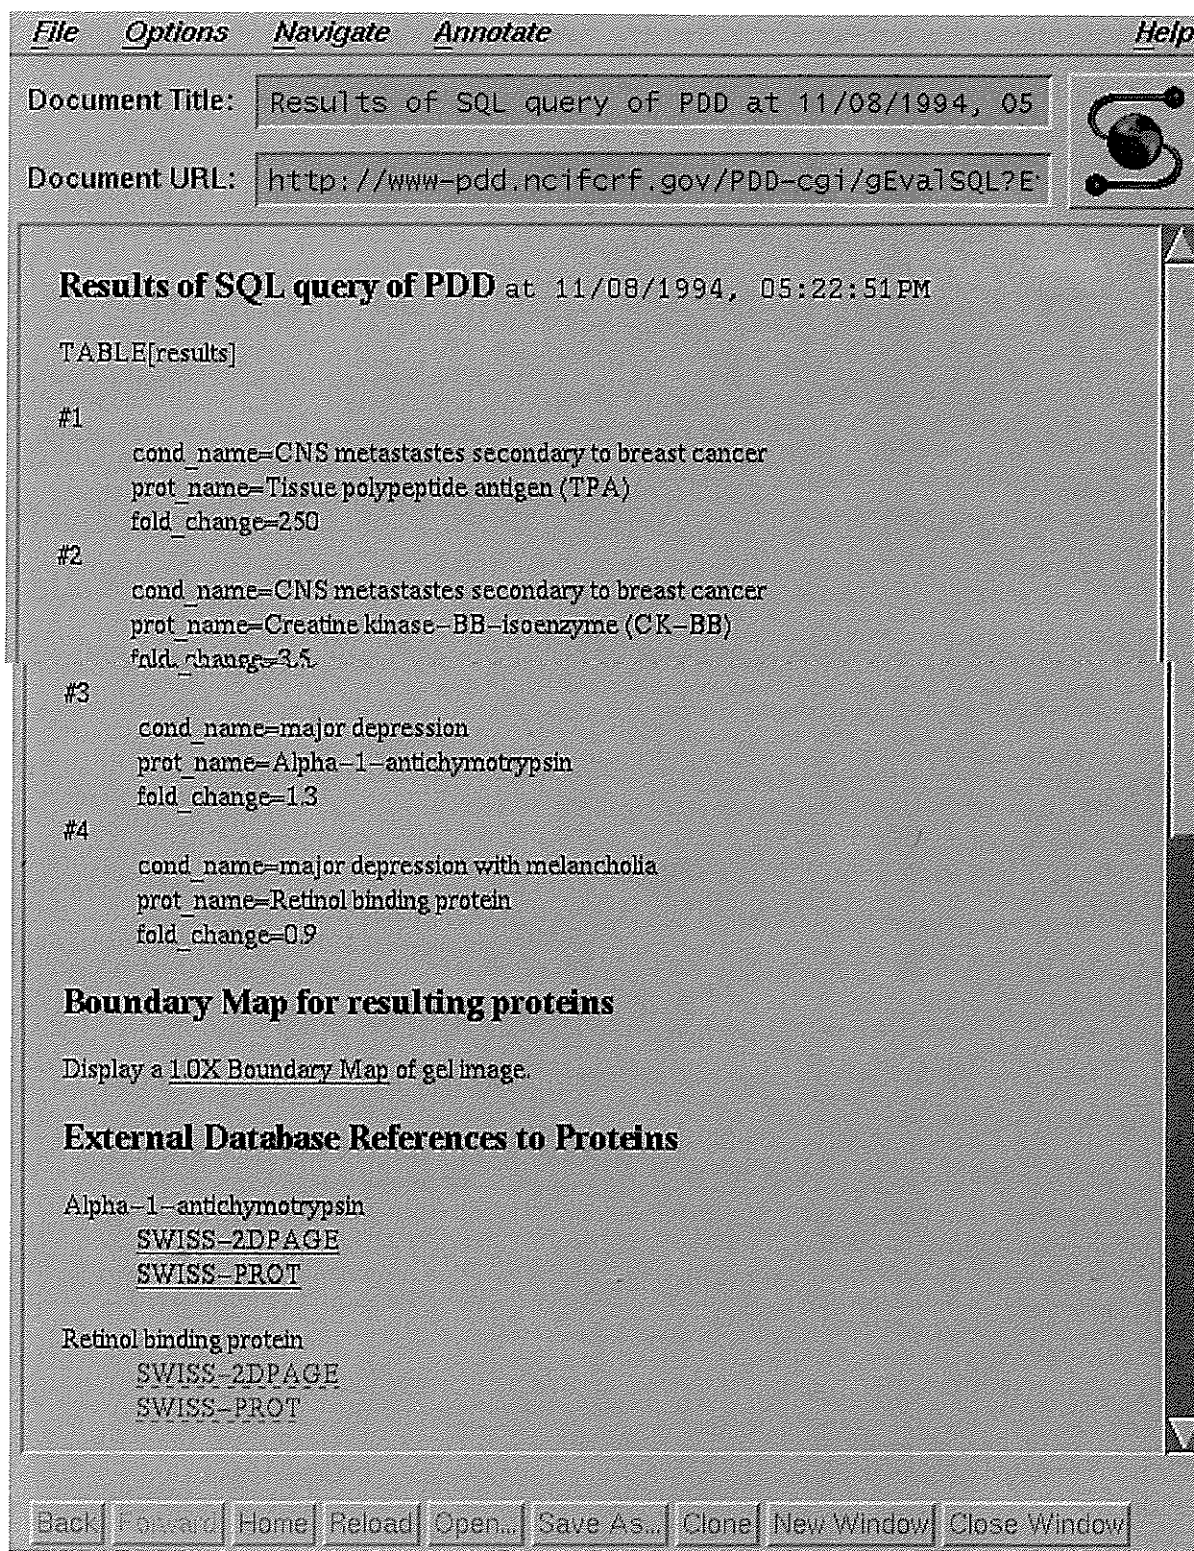 File Options Navigate Annotate Help
Document Title: Results of SQL query of PDD at 11/08/1994, 05
Document URL: http://www-pdd.ncifcrf.gov/PDD-cgi/gEvalSQL?E
Results of SQL query of PDD at 11/08/1994, 05:22:51PM
TABLE[results]
#1
cond_name=CNS metastastes secondary to breast cancer
prot_name=Tissue polypeptide antigen (TPA)
fold_change=250
#2
cond_name=CNS metastastes secondary to breast cancer
prot_name=Creatine kinase-BB-isoenzyme (CK-BB)
fold_change=3.5
#3
cond_name=major depression
prot_name=Alpha-1-antichymotrypsin
fold_change=1.3
#4
cond_name=major depression with melancholia
prot_name=Retinol binding protein
fold_change=0.9
Boundary Map for resulting proteins
Display a 1.0X Boundary Map of gel image.
External Database References to Proteins
Alpha-1-antichymotrypsin
SWISS-2DPAGE
SWISS-PROT
Retinol binding protein
SWISS-2DPAGE
SWISS-PROT
Back Forward Home Reload Open... Save As... Clone New Window Close Window